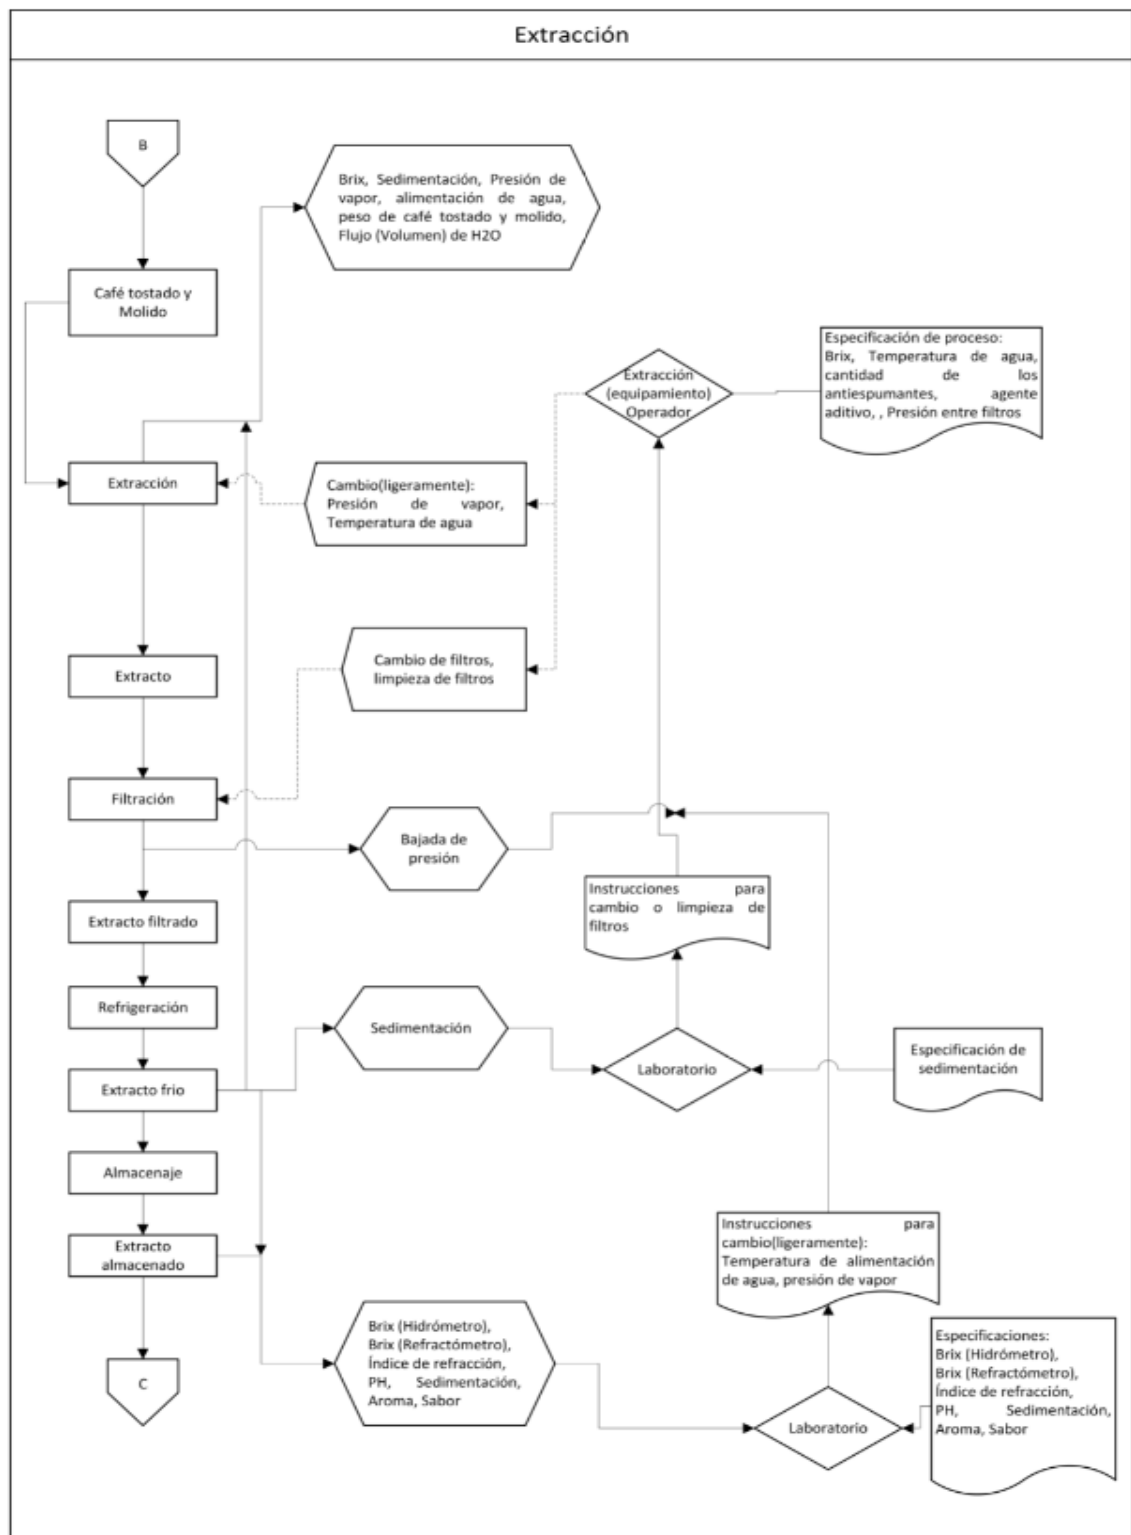 Extracción
B
Brix, Sedimentación, Presión de
vapor, alimentación de agua,
peso de café tostado y molido,
Flujo (Volumen) de H2O
Café tostado y
Molido
Extracción
(equipamiento)
Operador
Especificación de proceso:
Brix, Temperatura de agua,
cantidad de los
antiespumantes, agente
aditivo, , Presión entre filtros
Extracción
Cambio(ligeramente):
Presión de vapor,
Temperatura de agua
Extracto
Cambio de filtros,
limpieza de filtros
Filtración
Bajada de
presión
Instrucciones para
cambio o limpieza de
filtros
Extracto filtrado
Refrigeración
Sedimentación
Laboratorio
Especificación de
sedimentación
Extracto frio
Almacenaje
Extracto
almacenado
Instrucciones para
cambio(ligeramente):
Temperatura de alimentación
de agua, presión de vapor
Brix (Hidrómetro),
Brix (Refractómetro),
Índice de refracción,
PH, Sedimentación,
Aroma, Sabor
C
Laboratorio
Especificaciones:
Brix (Hidrómetro),
Brix (Refractómetro),
Índice de refracción,
PH, Sedimentación,
Aroma, Sabor